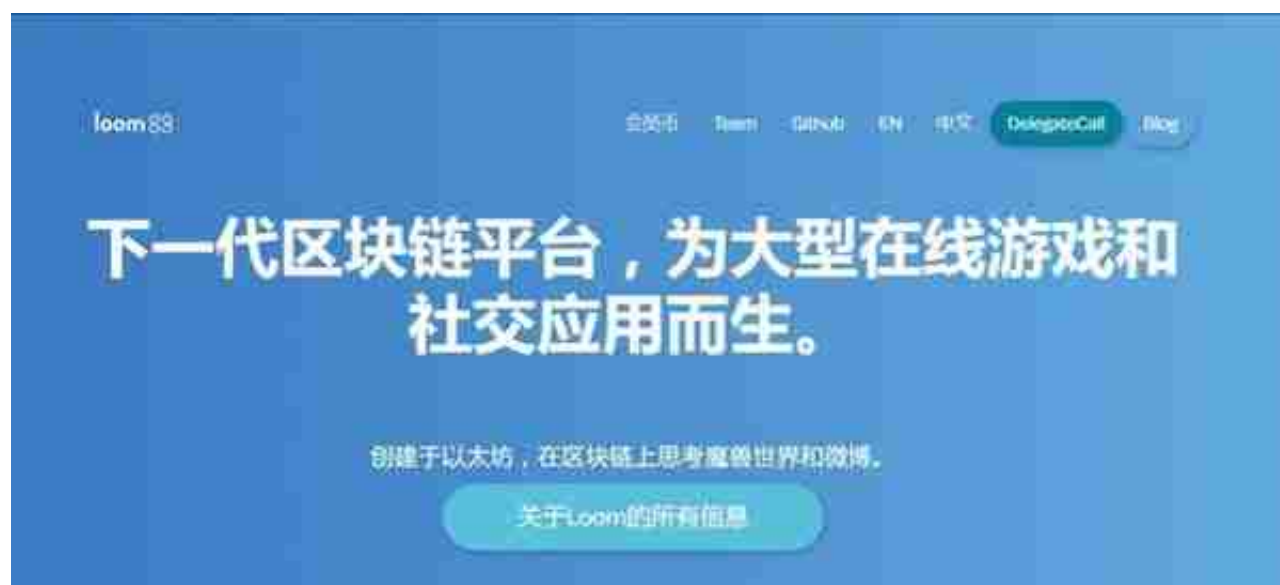 loom
会员币 Team Github EN 中文 DelegateCall Blog
下一代区块链平台，为大型在线游戏和
社交应用而生。
创建于以太坊，在区块链上思考魔兽世界和微博。
关于Loom的所有信息